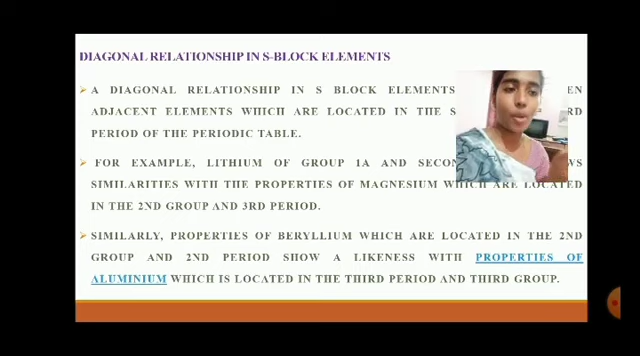 DIAGONAL RELATIONSHIP IN S-BLOCK ELEMENTS
A DIAGONAL RELATIONSHIP IN S BLOCK ELEMENTS EN
ADJACENT ELEMENTS WHICH ARE LOCATED IN THE S RD
PERIOD OF THE PERIODIC TABLE.
FOR EXAMPLE, LITHIUM OF GROUP 1A AND SECON WS
SIMILARITIES WITH THE PROPERTIES OF MAGNESIUM WHICH ARE LOCATED
IN THE 2ND GROUP AND 3RD PERIOD.
SIMILARLY, PROPERTIES OF BERYLLIUM WHICH ARE LOCATED IN THE 2ND
GROUP AND 2ND PERIOD SHOW A LIKENESS WITH PROPERTIES OF
ALUMINIUM WHICH IS LOCATED IN THE THIRD PERIOD AND THIRD GROUP.